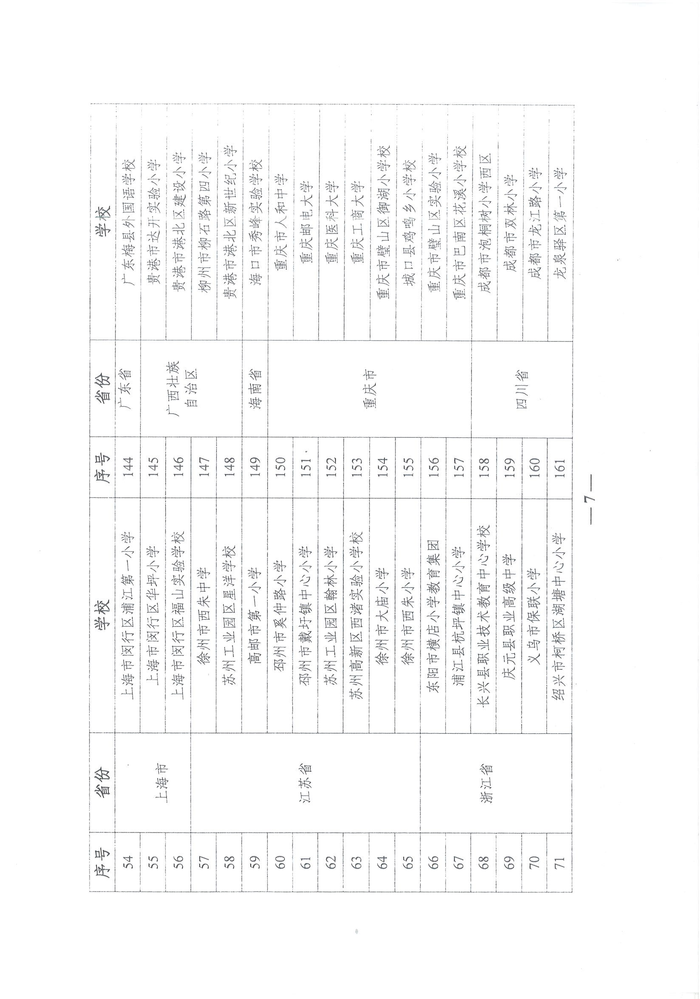 序号 省份 学校 序号 省份 学校
54 上海市 上海市闵行区浦江第一小学 144 广东省 广东梅县外国语学校
55 上海市闵行区华坪小学 145 广西壮族自治区 贵港市达开实验小学
56 上海市闵行区福山实验学校 146 贵港市港北区建设小学
57 江苏省 徐州市西朱中学 147 柳州市柳石路第四小学
58 苏州工业园区星洋学校 148 贵港市港北区新世纪小学
59 高邮市第一小学 149 海南省 海口市秀峰实验学校
60 邳州市奚仲路小学 150 重庆市 重庆市人和中学
61 邳州市戴圩镇中心小学 151 重庆邮电大学
62 苏州工业园区翰林小学 152 重庆医科大学
63 苏州高新区西渚实验小学校 153 重庆工商大学
64 徐州市大庙小学 154 重庆市璧山区御湖小学校
65 徐州市西朱小学 155 城口县鸡鸣乡小学校
66 浙江省 东阳市横店小学教育集团 156 重庆市璧山区实验小学
67 浦江县杭坪镇中心小学 157 重庆市巴南区花溪小学校
68 长兴县职业技术教育中心学校 158 四川省 成都市泡桐树小学西区
69 庆元县职业高级中学 159 成都市双林小学
70 义乌市保联小学 160 成都市龙江路小学
71 绍兴市柯桥区湖塘中心小学 161 龙泉驿区第一小学
—7—